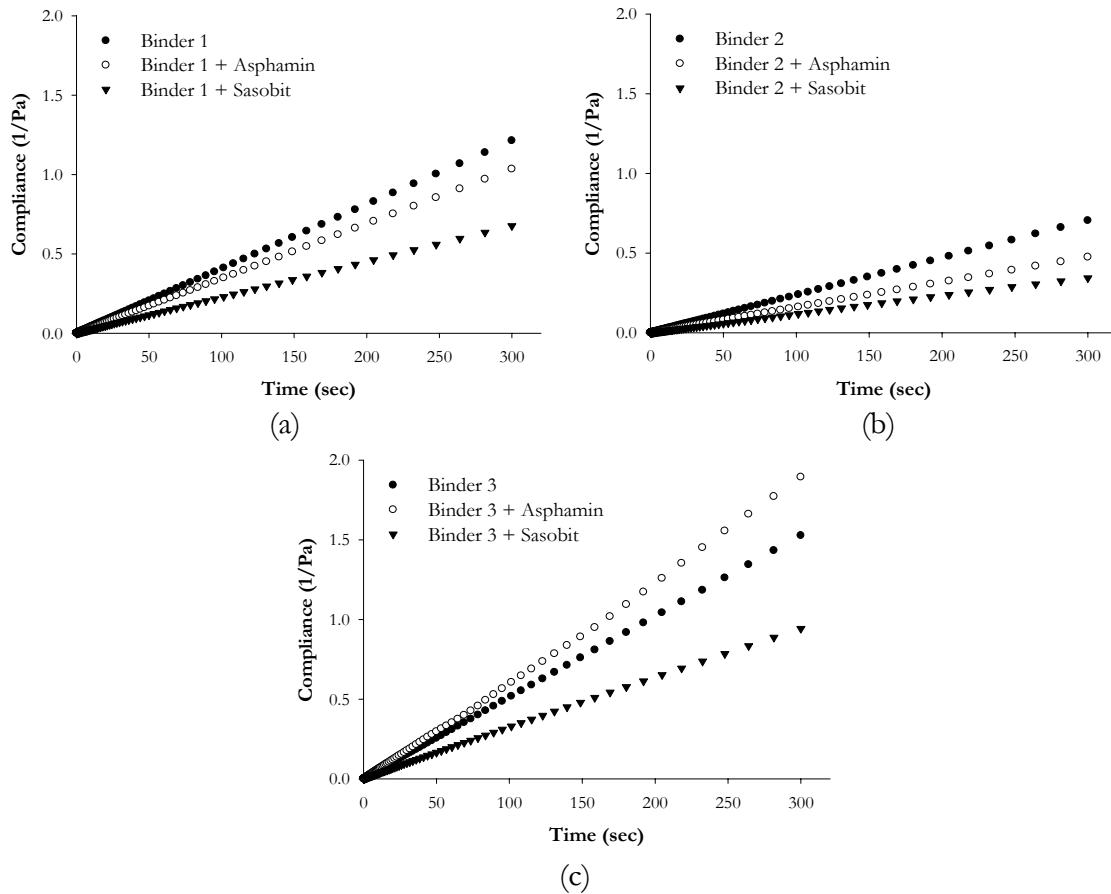 Binder 1
Binder 1 + Asphamin
Binder 1 + Sasobit
Compliance (1/Pa)
2.0
1.5
1.0
0.5
0.0
0 50 100 150 200 250 300
Time (sec)
(a)
Binder 2
Binder 2 + Asphamin
Binder 2 + Sasobit
Compliance (1/Pa)
2.0
1.5
1.0
0.5
0.0
0 50 100 150 200 250 300
Time (sec)
(b)
Binder 3
Binder 3 + Asphamin
Binder 3 + Sasobit
Compliance (1/Pa)
2.0
1.5
1.0
0.5
0.0
0 50 100 150 200 250 300
Time (sec)
(c)